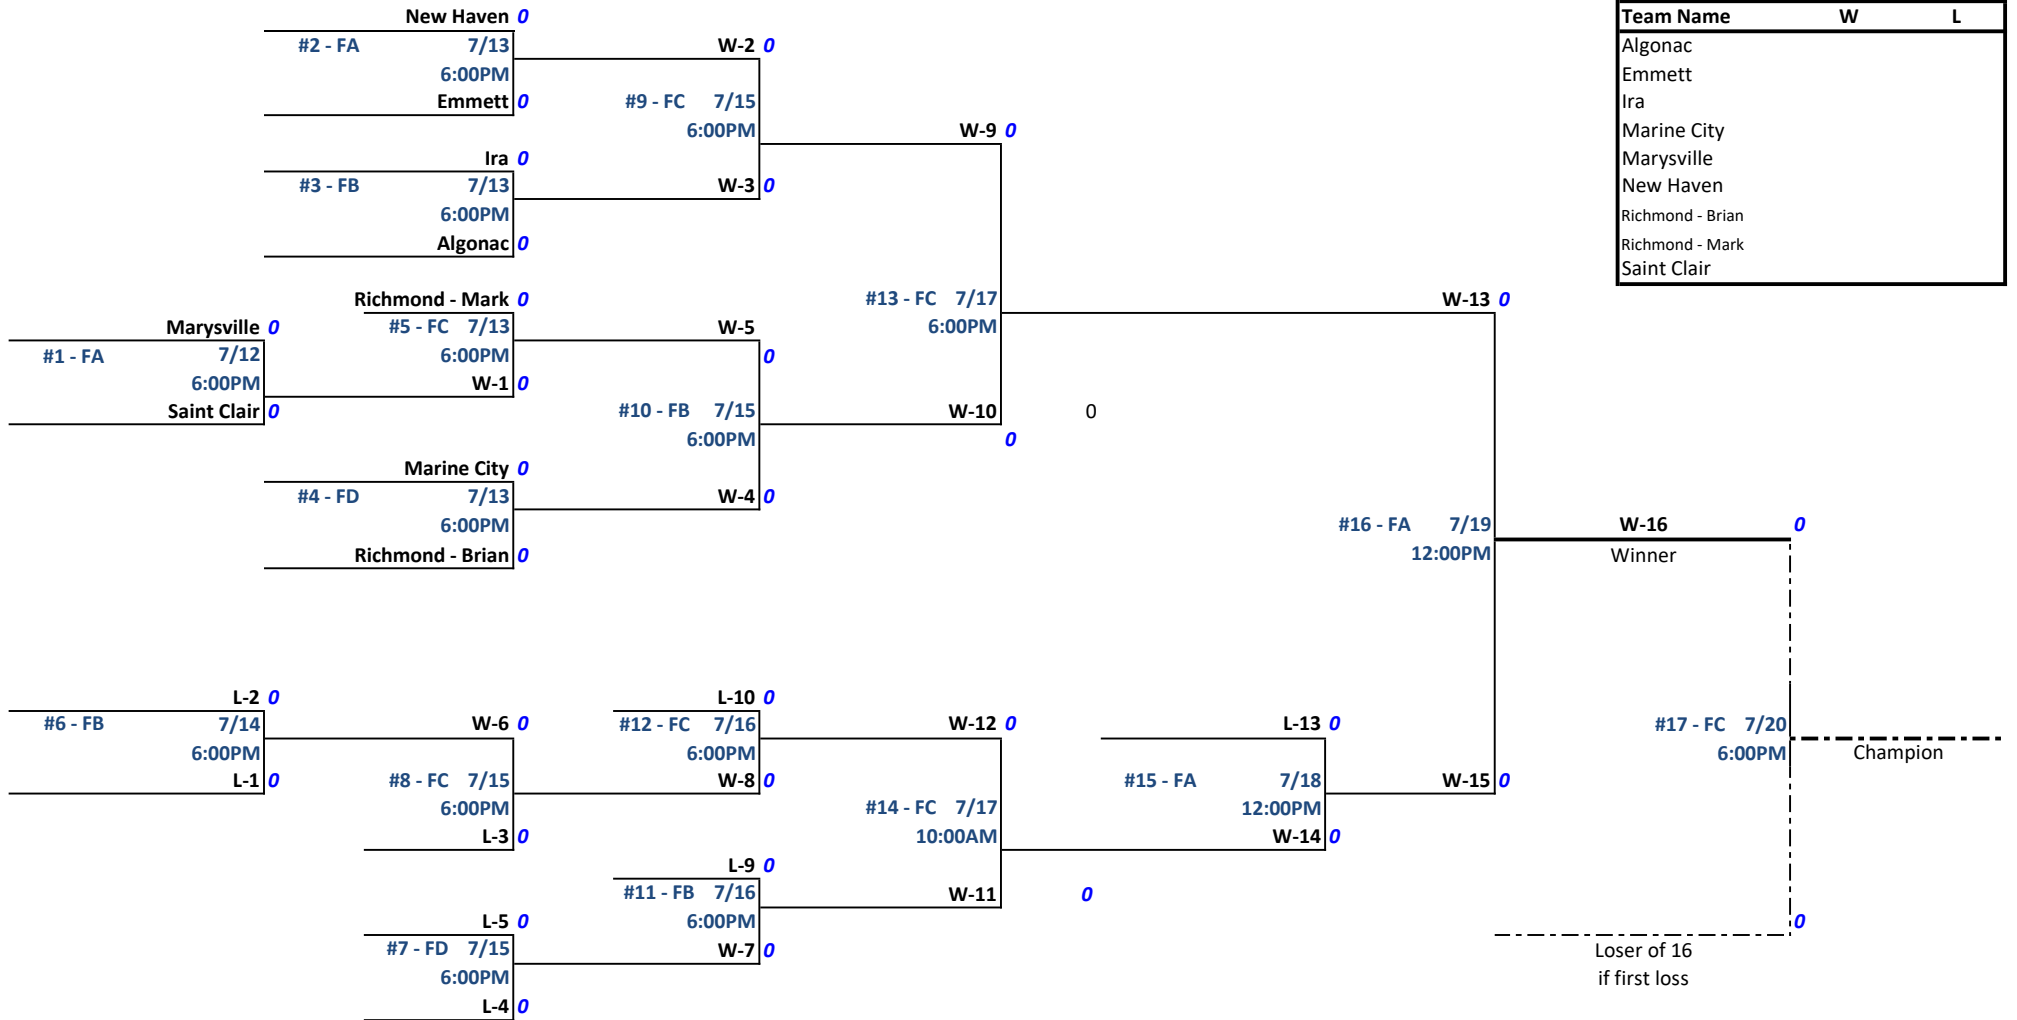 New Haven 0
Team Name W L
#2 - FA 7/13 W-2 0
Algonac
6:00PM
Emmett
Emmett 0 #9 - FC 7/15
Ira
6:00PM W-9 0
Marine City
Ira 0
Marysville
#3 - FB 7/13 W-3 0
New Haven
6:00PM
Richmond - Brian
Algonac 0
Richmond - Mark
Saint Clair
Richmond - Mark 0 #13 - FC 7/17 W-13 0
Marysville 0 #5 - FC 7/13 W-5 6:00PM
#1 - FA 7/12 6:00PM 0
6:00PM W-1 0
Saint Clair 0 #10 - FB 7/15 W-10 0
6:00PM 0
Marine City 0
#4 - FD 7/13 W-4 0
6:00PM #16 - FA 7/19 W-16 0
Richmond - Brian 0 12:00PM Winner
L-2 0 L-10 0
#6 - FB 7/14 W-6 0 #12 - FC 7/16 W-12 0 L-13 0 #17 - FC 7/20
6:00PM 6:00PM 6:00PM Champion
L-1 0 #8 - FC 7/15 W-8 0 #15 - FA 7/18 W-15 0
6:00PM #14 - FC 7/17 12:00PM
L-3 0 10:00AM W-14 0
L-9 0
#11 - FB 7/16 W-11 0
L-5 0 6:00PM 0
#7 - FD 7/15 W-7 0 Loser of 16
6:00PM if first loss
L-4 0